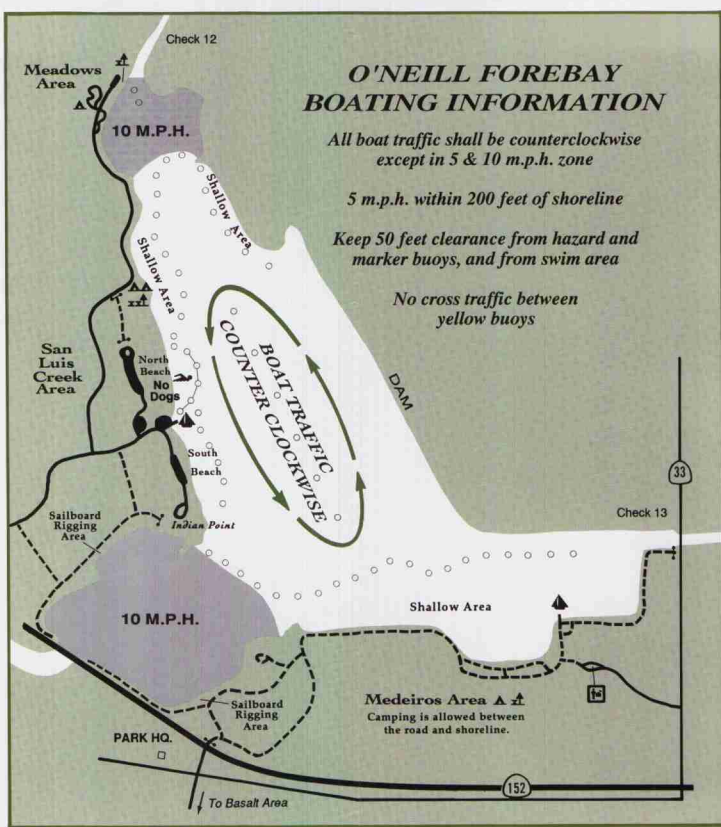 Check 12
Meadows
Area
10 M.P.H.
O'NEILL FOREBAY
BOATING INFORMATION
All boat traffic shall be counterclockwise
except in 5 & 10 m.p.h. zone
5 m.p.h. within 200 feet of shoreline
Keep 50 feet clearance from hazard and
marker buoys, and from swim area
No cross traffic between
yellow buoys
Shallow Area
Shallow Area
San
Luis
Creek
Area
North
Beach
No
Dogs
South
Beach
BOAT TRAFFIC
COUNTER CLOCKWISE
DAM
33
Check 13
Sailboard
Rigging
Area
Indian Point
10 M.P.H.
Shallow Area
Medeiros Area
Camping is allowed between
the road and shoreline.
Sailboard
Rigging
Area
PARK HQ.
152
To Basalt Area